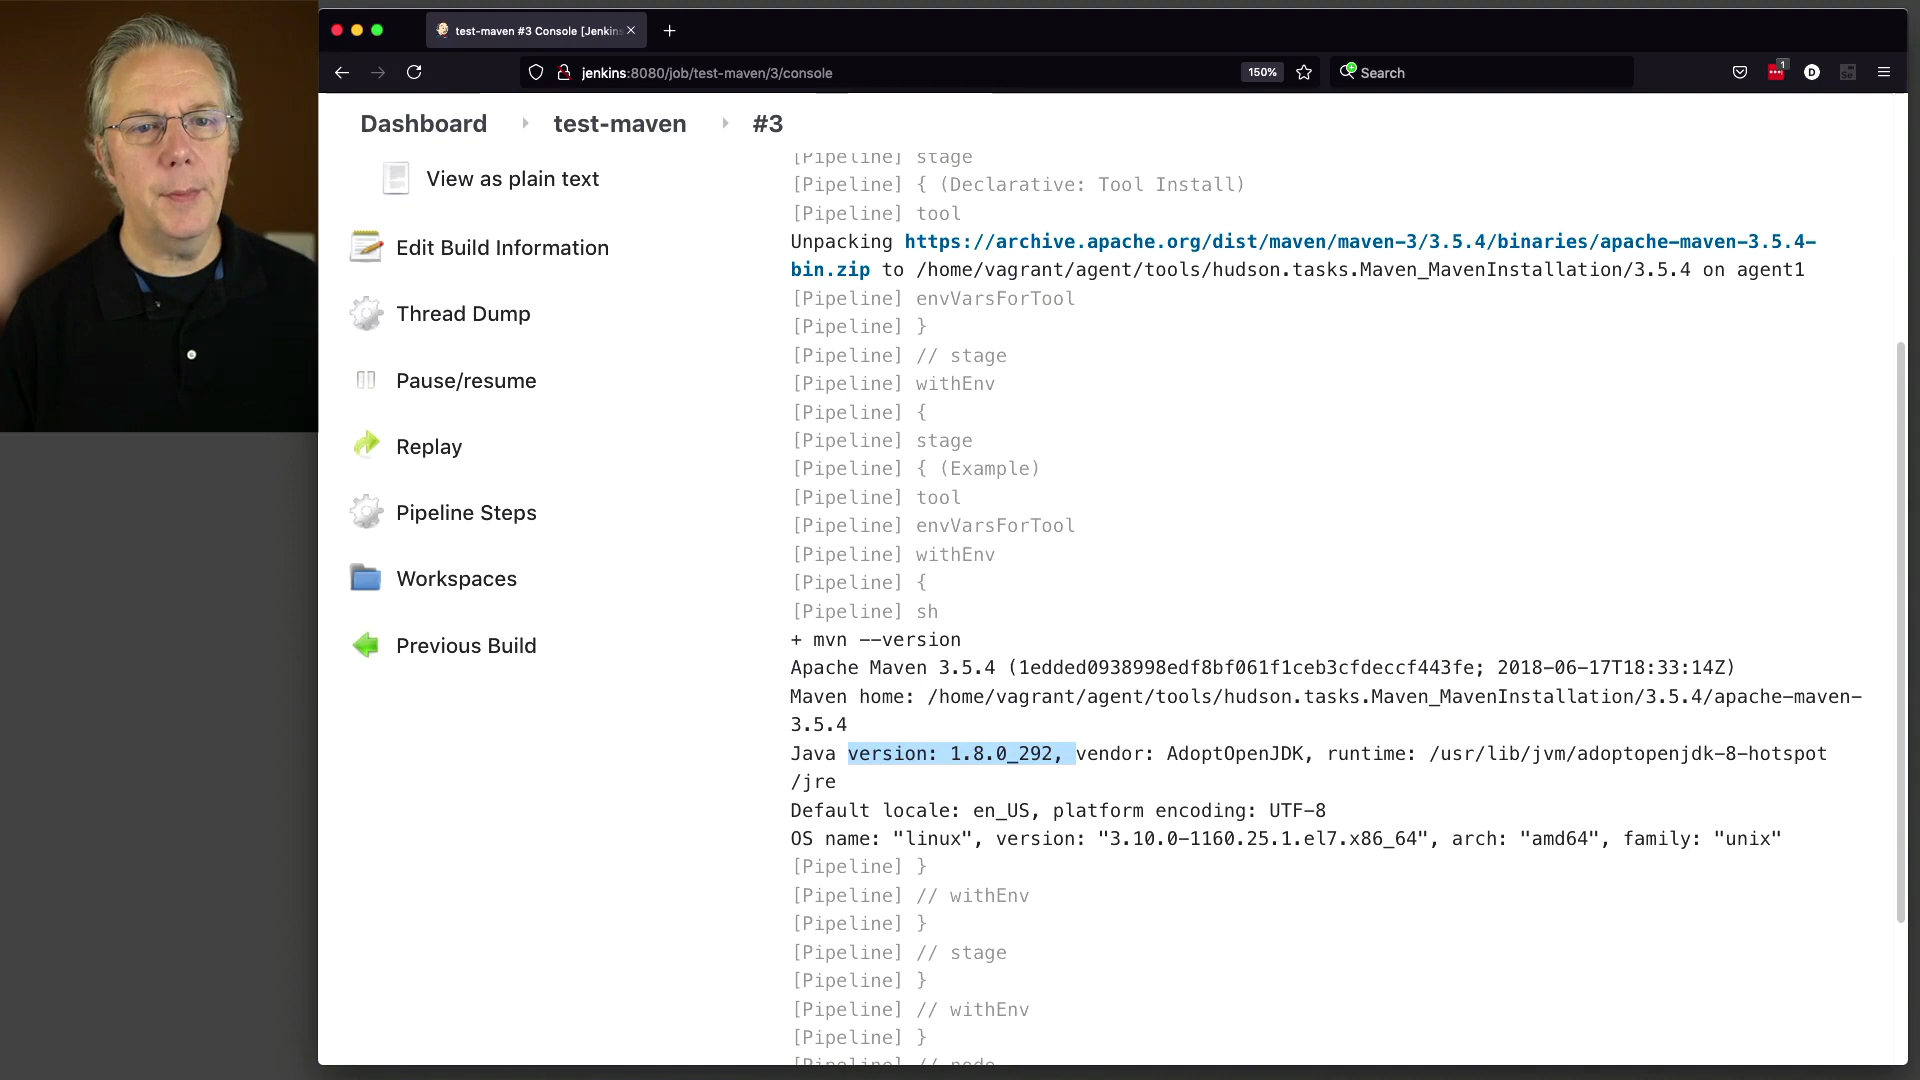 test-maven #3 Console [Jenkins
jenkins:8080/job/test-maven/3/console
150%
Search
1
D
Dashboard
test-maven
#3
View as plain text
Edit Build Information
Thread Dump
Pause/resume
Replay
Pipeline Steps
Workspaces
Previous Build
[Pipeline] stage
[Pipeline] { (Declarative: Tool Install)
[Pipeline] tool
Unpacking https://archive.apache.org/dist/maven/maven-3/3.5.4/binaries/apache-maven-3.5.4-
bin.zip to /home/vagrant/agent/tools/hudson.tasks.Maven_MavenInstallation/3.5.4 on agent1
[Pipeline] envVarsForTool
[Pipeline] }
[Pipeline] // stage
[Pipeline] withEnv
[Pipeline] {
[Pipeline] stage
[Pipeline] { (Example)
[Pipeline] tool
[Pipeline] envVarsForTool
[Pipeline] withEnv
[Pipeline] {
[Pipeline] sh
+ mvn --version
Apache Maven 3.5.4 (1edded0938998edf8bf061f1ceb3cfdeccf443fe; 2018-06-17T18:33:14Z)
Maven home: /home/vagrant/agent/tools/hudson.tasks.Maven_MavenInstallation/3.5.4/apache-maven-
3.5.4
Java version: 1.8.0_292, vendor: AdoptOpenJDK, runtime: /usr/lib/jvm/adoptopenjdk-8-hotspot
/jre
Default locale: en_US, platform encoding: UTF-8
OS name: "linux", version: "3.10.0-1160.25.1.el7.x86_64", arch: "amd64", family: "unix"
[Pipeline] }
[Pipeline] // withEnv
[Pipeline] }
[Pipeline] // stage
[Pipeline] }
[Pipeline] // withEnv
[Pipeline] }
[Pipeline] // node